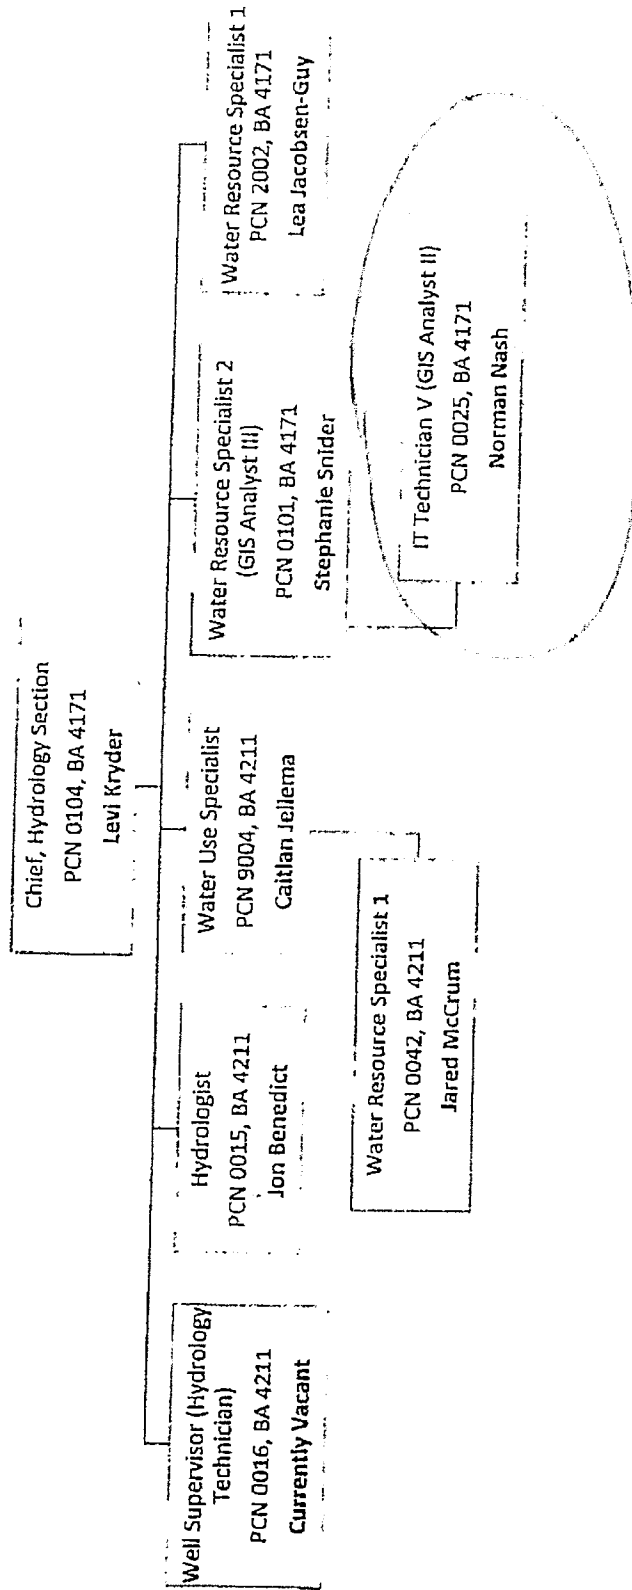 Chief, Hydrology Section
PCN 0104, BA 4171
Levi Kryder
Well Supervisor (Hydrology
Technician)
PCN 0016, BA 4211
Currently Vacant
Hydrologist
PCN 0015, BA 4211
Jon Benedict
Water Use Specialist
PCN 9004, BA 4211
Caitlan Jellema
Water Resource Specialist 2
(GIS Analyst III)
PCN 0101, BA 4171
Stephanie Snider
Water Resource Specialist 1
PCN 2002, BA 4171
Lea Jacobsen-Guy
Water Resource Specialist 1
PCN 0042, BA 4211
Jared McCrum
IT Technician V (GIS Analyst II)
PCN 0025, BA 4171
Norman Nash